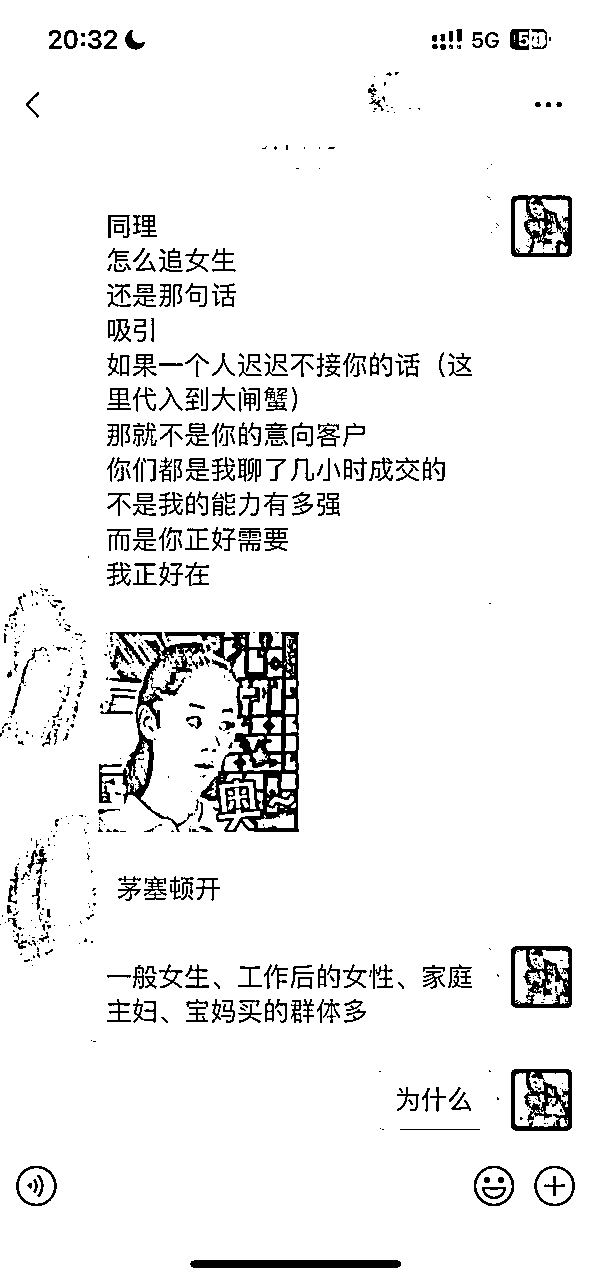 20:32
5G
同理
怎么追女生
还是那句话
吸引
如果一个人迟迟不接你的话（这
里代入到大闸蟹）
那就不是你的意向客户
你们都是我聊了几小时成交的
不是我的能力有多强
而是你正好需要
我正好在
奥~
茅塞顿开
一般女生、工作后的女性、家庭
主妇、宝妈买的群体多
为什么